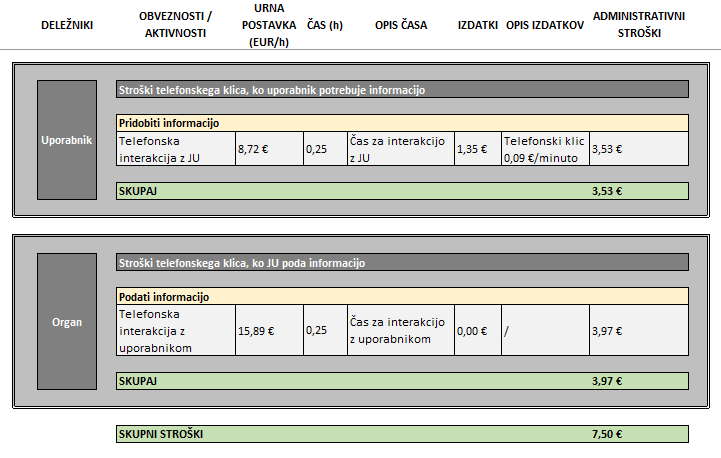 DELEŽNIKI
OBVEZNOSTI /
AKTIVNOSTI
URNA
POSTAVKA
(EUR/h)
ČAS (h)
OPIS ČASA
IZDATKI
OPIS IZDATKOV
ADMINISTRATIVNI
STROŠKI
Uporabnik
Stroški telefonskega klica, ko uporabnik potrebuje informacijo
Pridobiti informacijo
Telefonska
interakcija z JU
8,72 €
0,25
Čas za interakcijo
z JU
1,35 €
Telefonski klic
0,09 €/minuto
3,53 €
SKUPAJ
3,53 €
Organ
Stroški telefonskega klica, ko JU poda informacijo
Podati informacijo
Telefonska
interakcija z
uporabnikom
15,89 €
0,25
Čas za interakcijo
z uporabnikom
0,00 €
/
3,97 €
SKUPAJ
3,97 €
SKUPNI STROŠKI
7,50 €